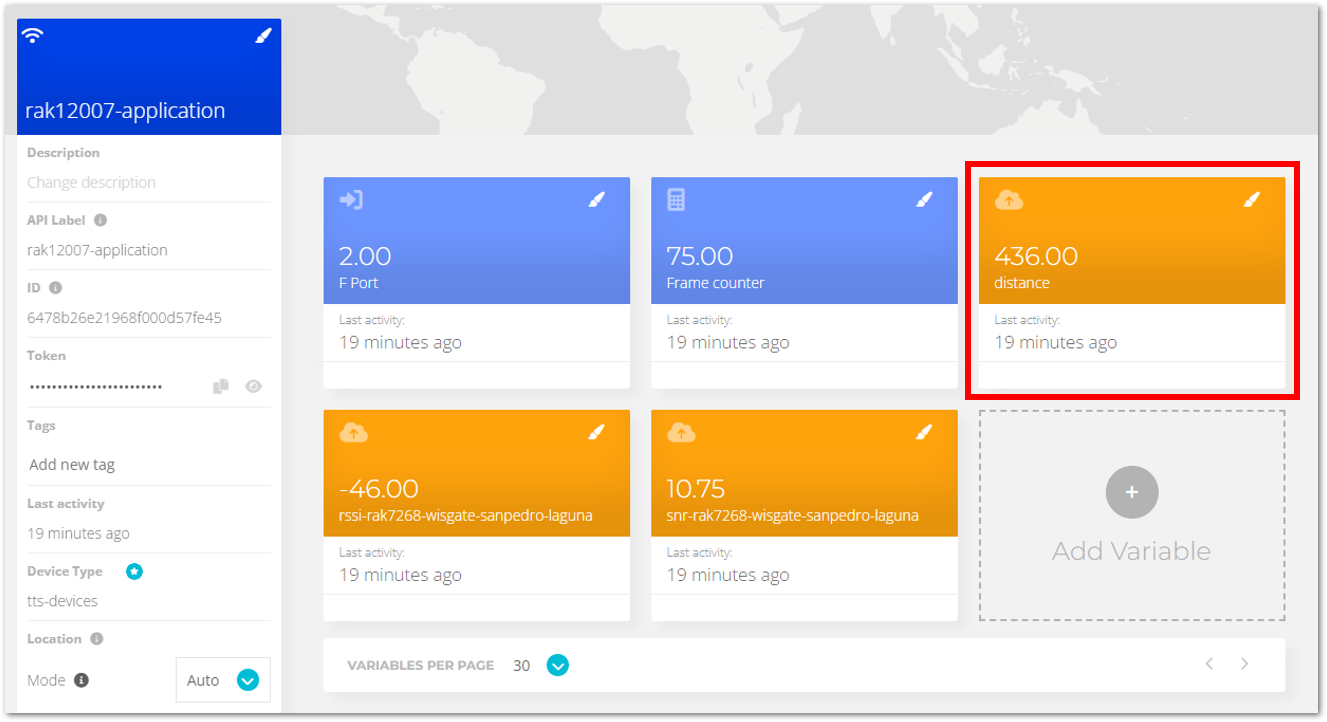 rak12007-application
Description
Change description
API Label
rak12007-application
ID
6478b26e21968f000d57fe45
Token
••••••••••••••••••••••••
Tags
Add new tag
Last activity
19 minutes ago
Device Type
tts-devices
Location
Mode
Auto
2.00
F Port
Last activity:
19 minutes ago
75.00
Frame counter
Last activity:
19 minutes ago
436.00
distance
Last activity:
19 minutes ago
-46.00
rssi-rak7268-wisgate-sanpedro-laguna
Last activity:
19 minutes ago
10.75
snr-rak7268-wisgate-sanpedro-laguna
Last activity:
19 minutes ago
Add Variable
VARIABLES PER PAGE 30